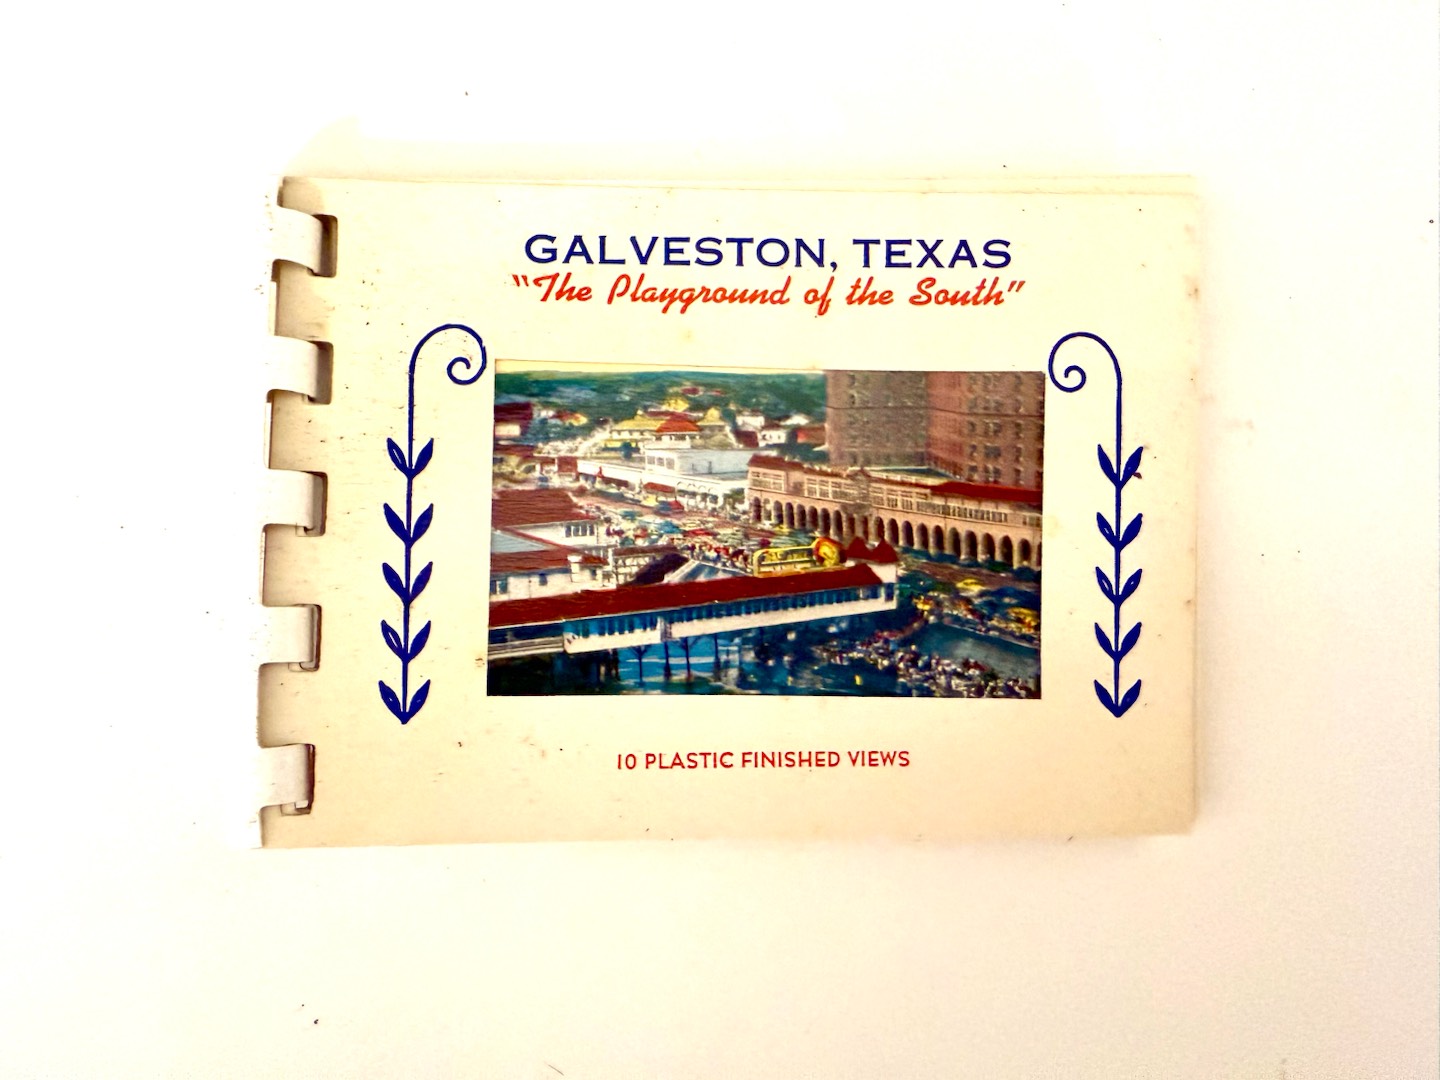 GALVESTON, TEXAS
"The Playground of the South"
10 PLASTIC FINISHED VIEWS